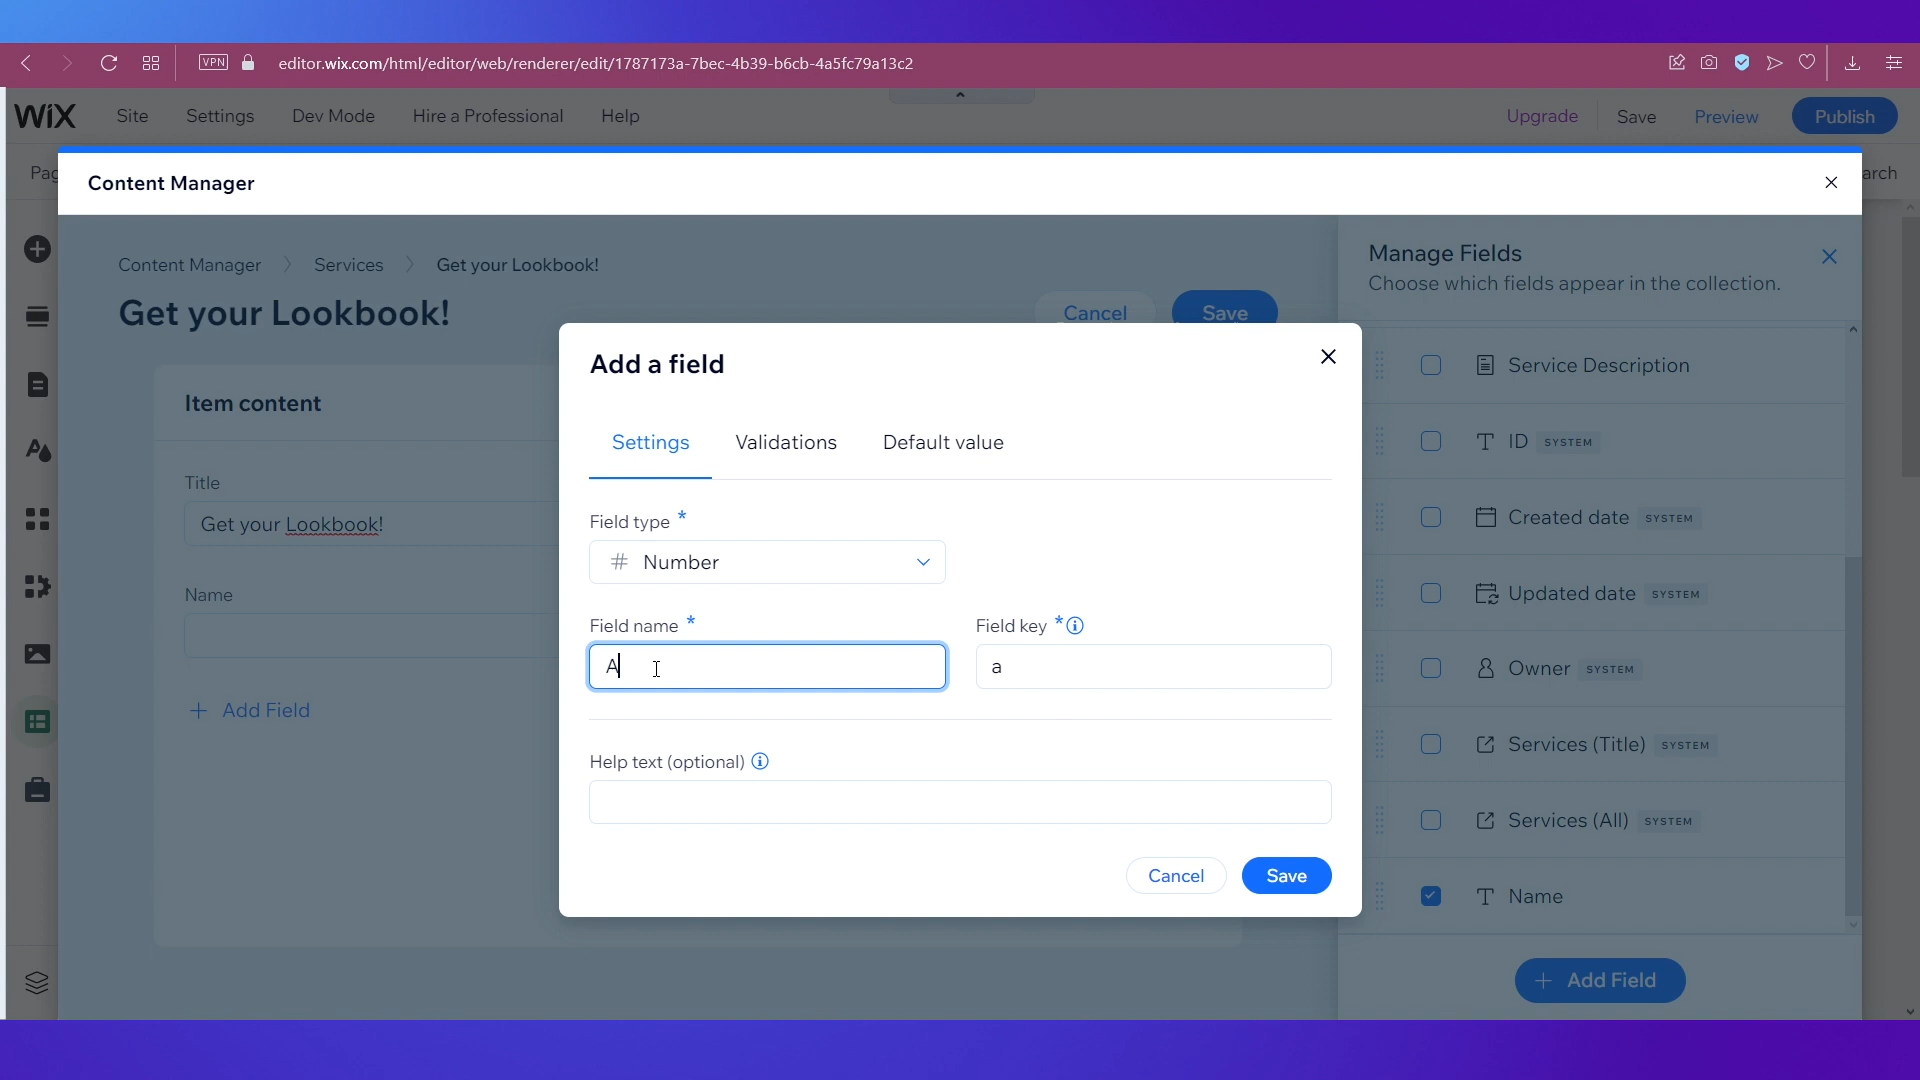 VPN editor.wix.com/html/editor/web/renderer/edit/1787173a-7bec-4b39-b6cb-4a5fc79a13c2
WiX Site Settings Dev Mode Hire a Professional Help Upgrade Save Preview Publish
Pag
arch
Content Manager
Content Manager > Services > Get your Lookbook!
Get your Lookbook!
Cancel Save
Item content
Title
Get your Lookbook!
Name
+ Add Field
Add a field
Settings Validations Default value
Field type *
# Number
Field name *
A
Field key *
a
Help text (optional)
Cancel Save
Manage Fields
Choose which fields appear in the collection.
Service Description
ID SYSTEM
Created date SYSTEM
Updated date SYSTEM
Owner SYSTEM
Services (Title) SYSTEM
Services (All) SYSTEM
Name
+ Add Field